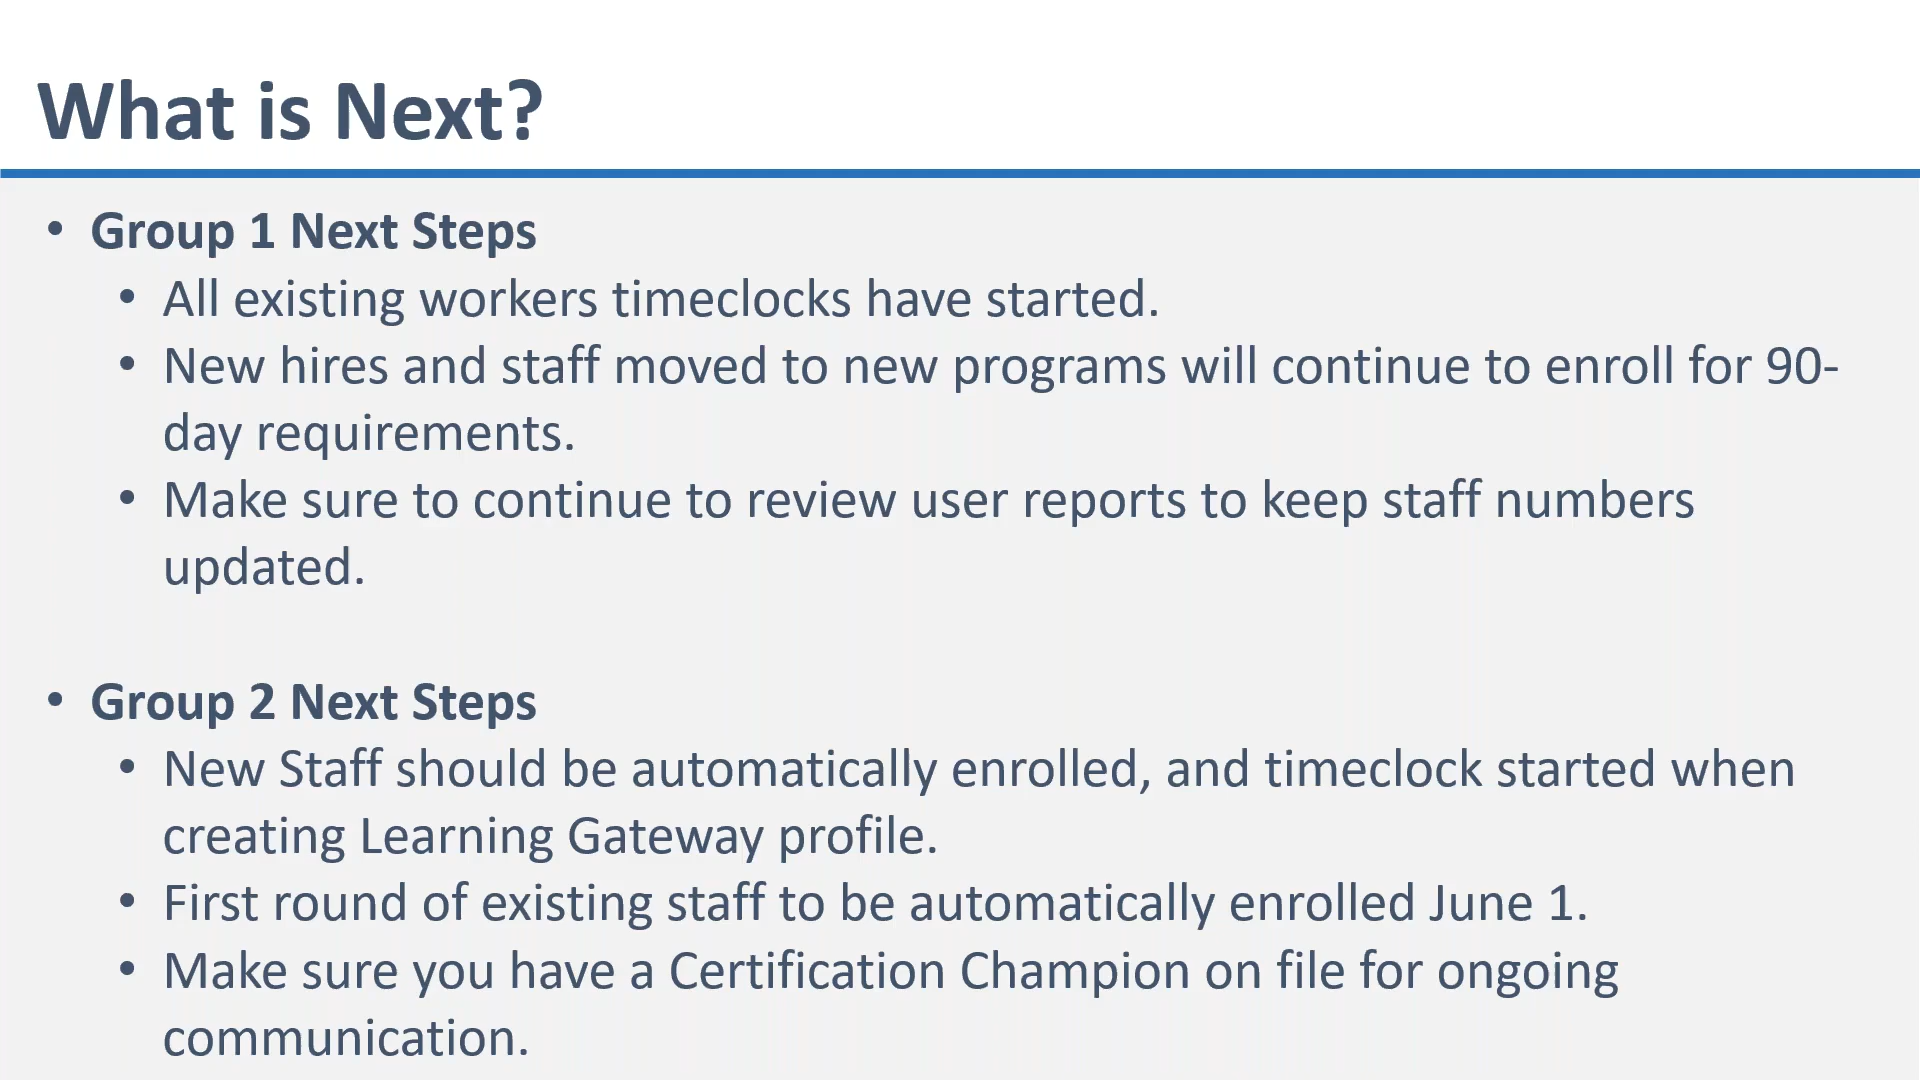 What is Next?
• Group 1 Next Steps
• All existing workers timeclocks have started.
• New hires and staff moved to new programs will continue to enroll for 90-
day requirements.
• Make sure to continue to review user reports to keep staff numbers
updated.
• Group 2 Next Steps
• New Staff should be automatically enrolled, and timeclock started when
creating Learning Gateway profile.
• First round of existing staff to be automatically enrolled June 1.
• Make sure you have a Certification Champion on file for ongoing
communication.